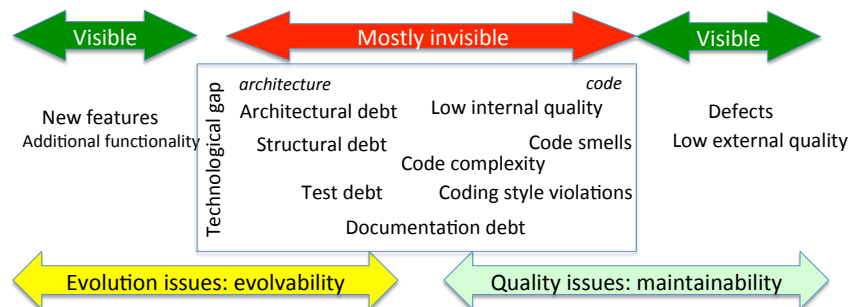 Visible
Mostly invisible
Visible
Technological gap
architecture
code
New features
Additional functionality
Architectural debt
Low internal quality
Structural debt
Code smells
Code complexity
Test debt
Coding style violations
Documentation debt
Defects
Low external quality
Evolution issues: evolvability
Quality issues: maintainability